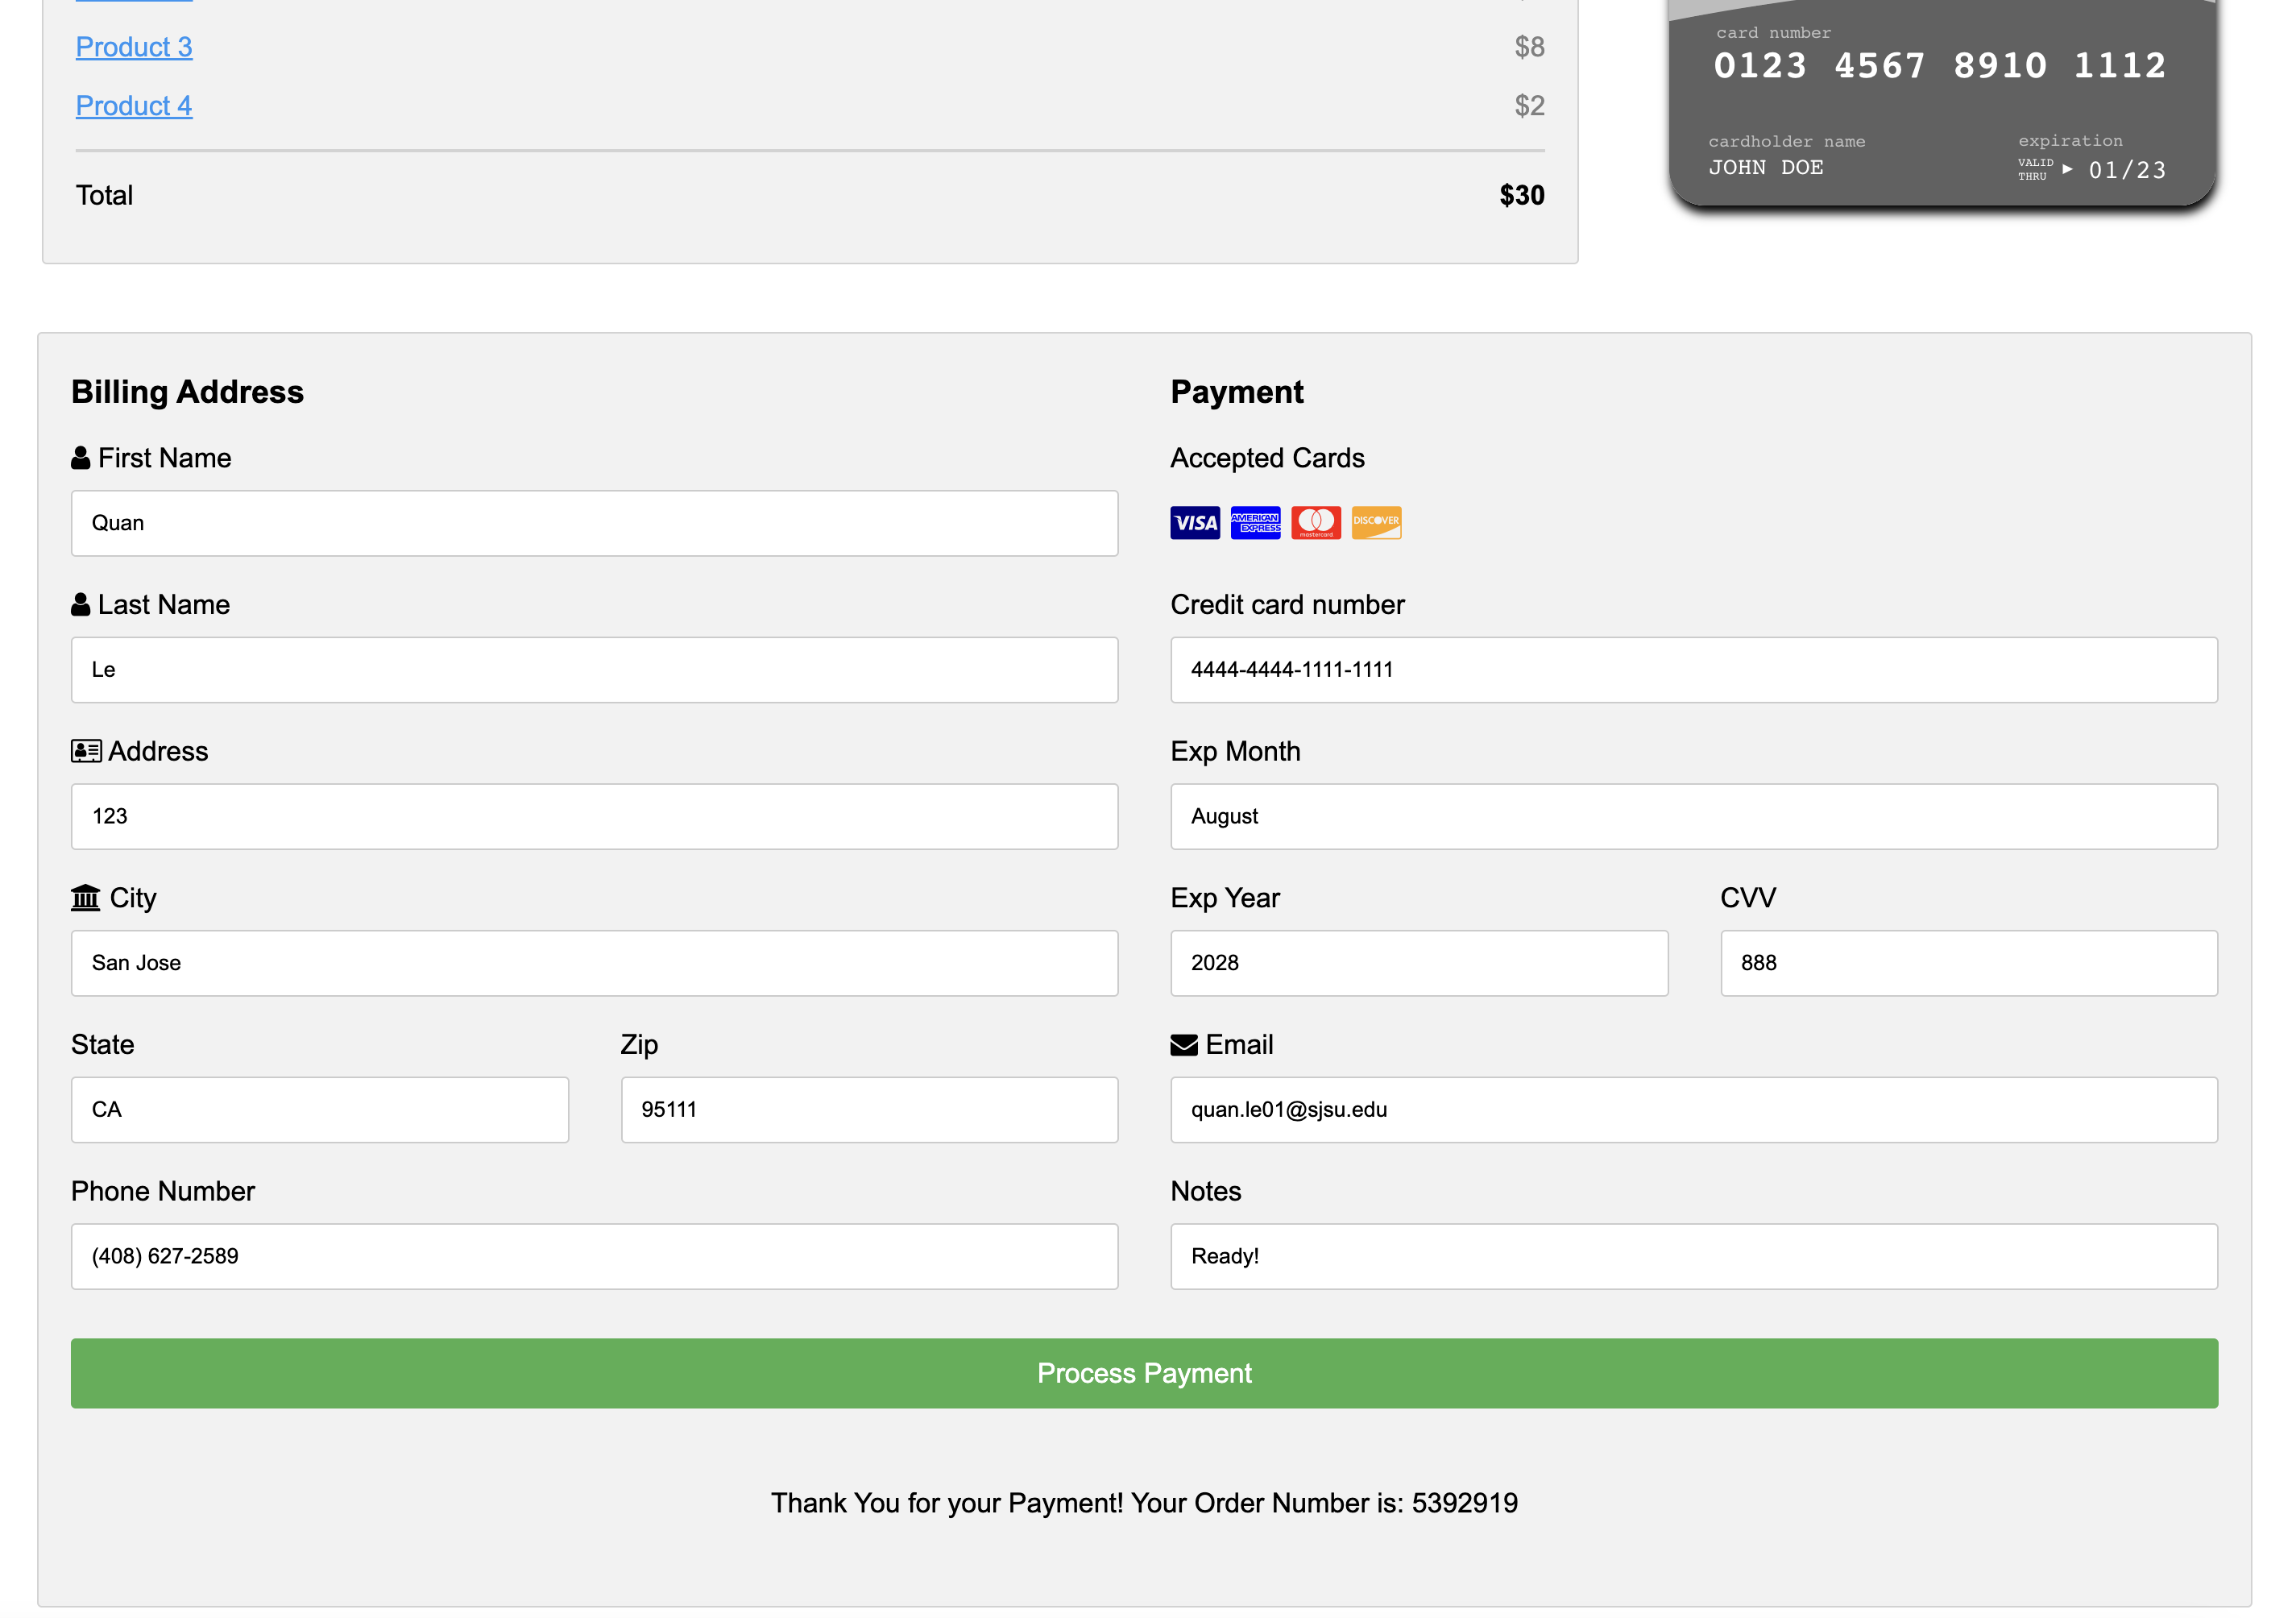 Product 3 $8
Product 4 $2
Total $30
card number
0123 4567 8910 1112
cardholder name expiration
JOHN DOE VALID THRU 01/23
Billing Address
First Name
Quan
Last Name
Le
Address
123
City
San Jose
State Zip
CA 95111
Phone Number
(408) 627-2589
Payment
Accepted Cards
VISA AMERICAN EXPRESS mastercard DISCOVER
Credit card number
4444-4444-1111-1111
Exp Month
August
Exp Year CVV
2028 888
Email
quan.le01@sjsu.edu
Notes
Ready!
Process Payment
Thank You for your Payment! Your Order Number is: 5392919